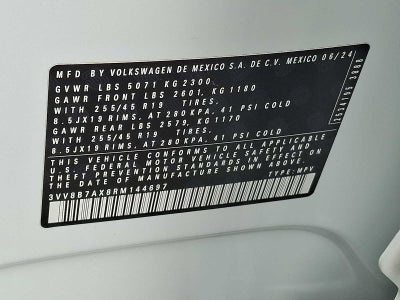 MFD BY VOLKSWAGEN DE MEXICO S.A. DE C.V. MEXICO 06/24
GVWR LBS 5071 KG 2300
GAWR FRONT LBS 2601, KG 1180
WITH 255/45 R19 TIRES.
8.5JX19 RIMS, AT 280 KPA, 41 PSI COLD
GAWR REAR LBS 2579, KG 1170
WITH 255/45 R19 TIRES.
8.5JX19 RIMS, AT 280KPA, 41 PSI COLD
THIS VEHICLE CONFORMS TO ALL APPLICABLE
U.S. FEDERAL MOTOR VEHICLE SAFETY AND
THEFT PREVENTION STANDARDS IN EFFECT ON
THE DATE OF MANUFACTURE SHOWN ABOVE.
3VV8B7AX8RM144697 TYPE: MPV